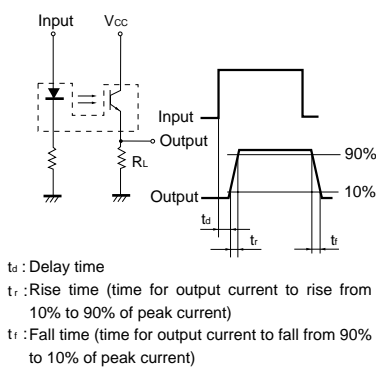 Input Vcc
Input
Output
RL
90%
10%
Output
td
tr tf
td : Delay time
tr : Rise time (time for output current to rise from
10% to 90% of peak current)
tf : Fall time (time for output current to fall from 90%
to 10% of peak current)